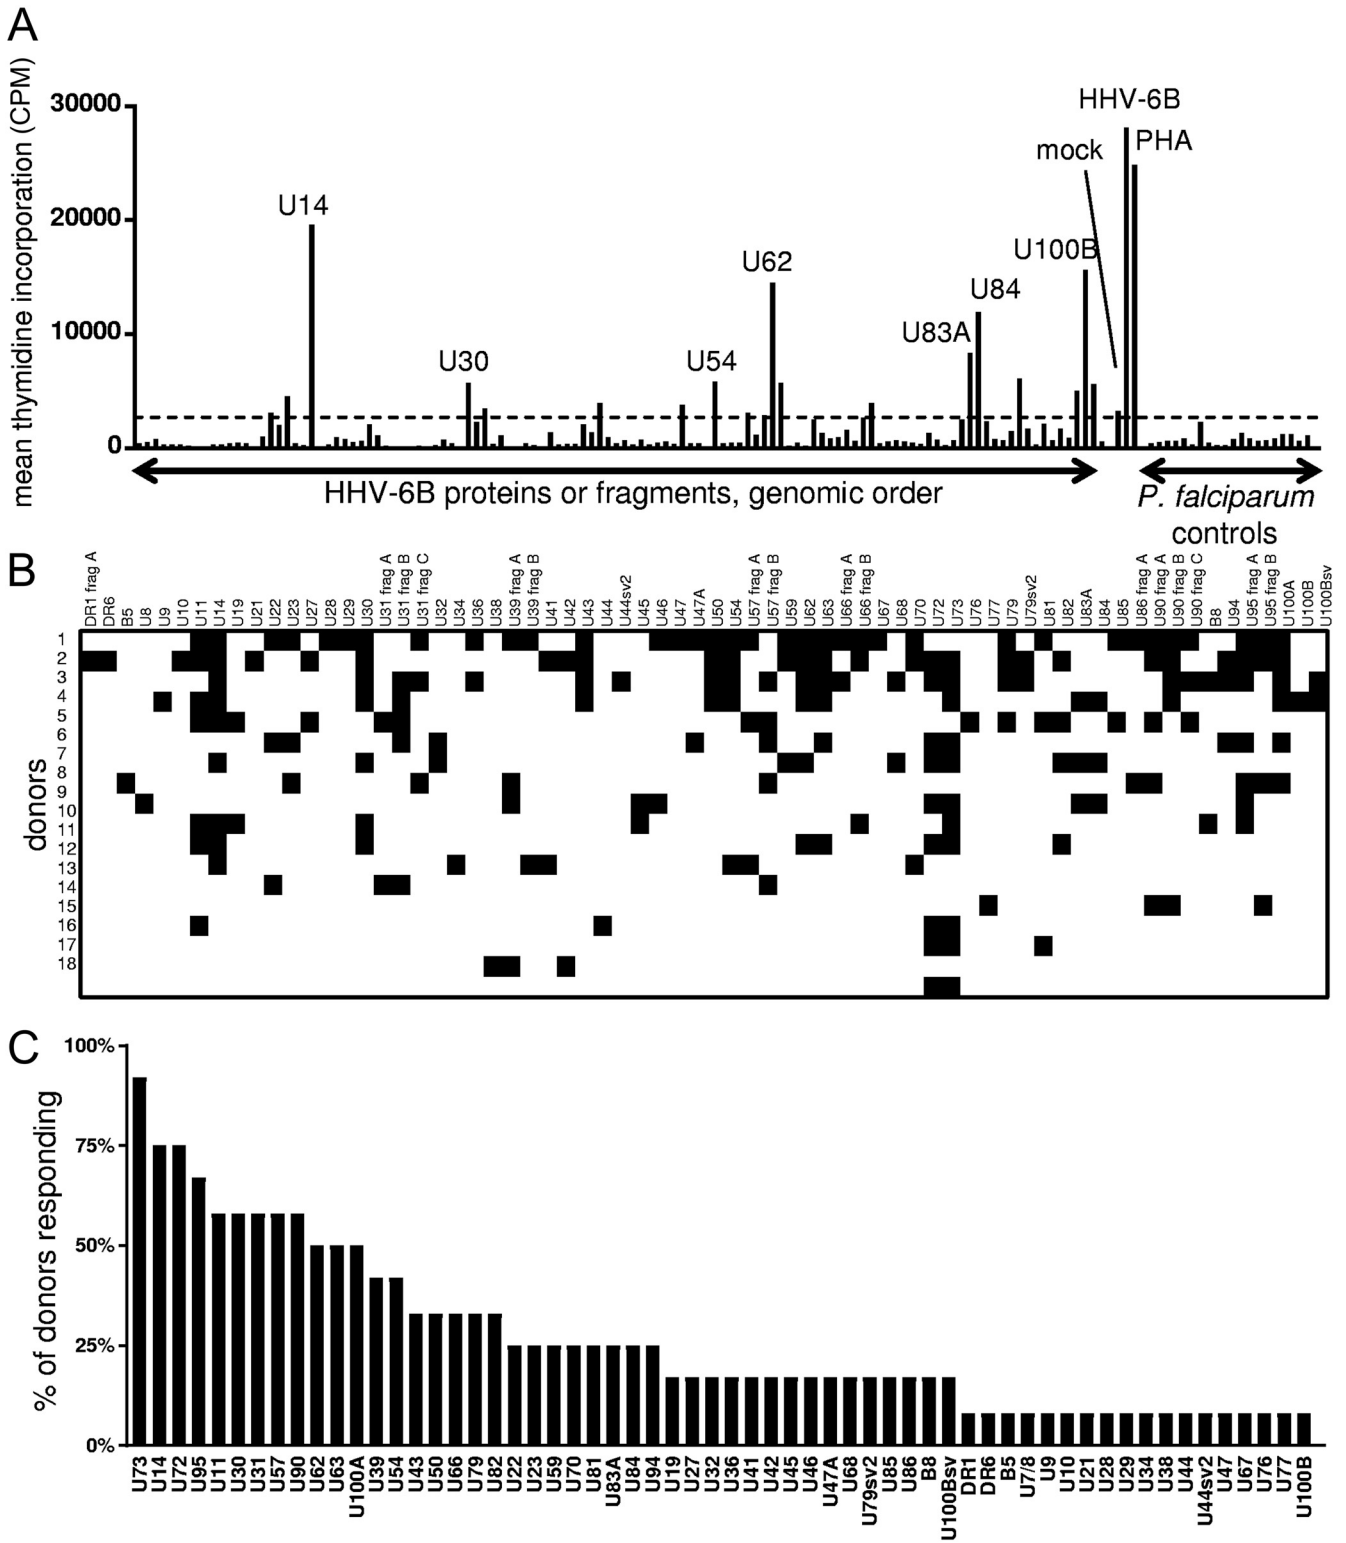 A
mean thymidine incorporation (CPM)
30000
20000
10000
0
U14
U30
U54
U62
U83A
U84
U100B
mock
HHV-6B
PHA
HHV-6B proteins or fragments, genomic order
P. falciparum
controls
B
DR1 frag A
DR6
B5
U8
U9
U10
U11
U14
U19
U21
U22
U23
U27
U28
U29
U30
U31 frag A
U31 frag B
U31 frag C
U32
U34
U36
U38
U39 frag A
U39 frag B
U41
U42
U43
U44
U44sv2
U45
U46
U47
U47A
U50
U54
U57 frag A
U57 frag B
U59
U62
U63
U66 frag A
U66 frag B
U67
U68
U70
U72
U73
U76
U77
U79
U79sv2
U81
U82
U83A
U84
U85
U86 frag A
U90 frag A
U90 frag B
U90 frag C
B8
U94
U95 frag A
U95 frag B
U100A
U100B
U100Bsv
donors
1
2
3
4
5
6
7
8
9
10
11
12
13
14
15
16
17
18
C
% of donors responding
100%
75%
50%
25%
0%
U73
U14
U72
U95
U11
U30
U31
U57
U90
U62
U63
U100A
U39
U54
U43
U50
U66
U79
U82
U22
U23
U59
U70
U81
U83A
U84
U94
U19
U27
U32
U36
U41
U42
U45
U46
U47A
U68
U79sv2
U85
U86
B8
U100Bsv
DR1
DR6
B5
U7/8
U9
U10
U21
U28
U29
U34
U38
U44
U44sv2
U47
U67
U76
U77
U100B